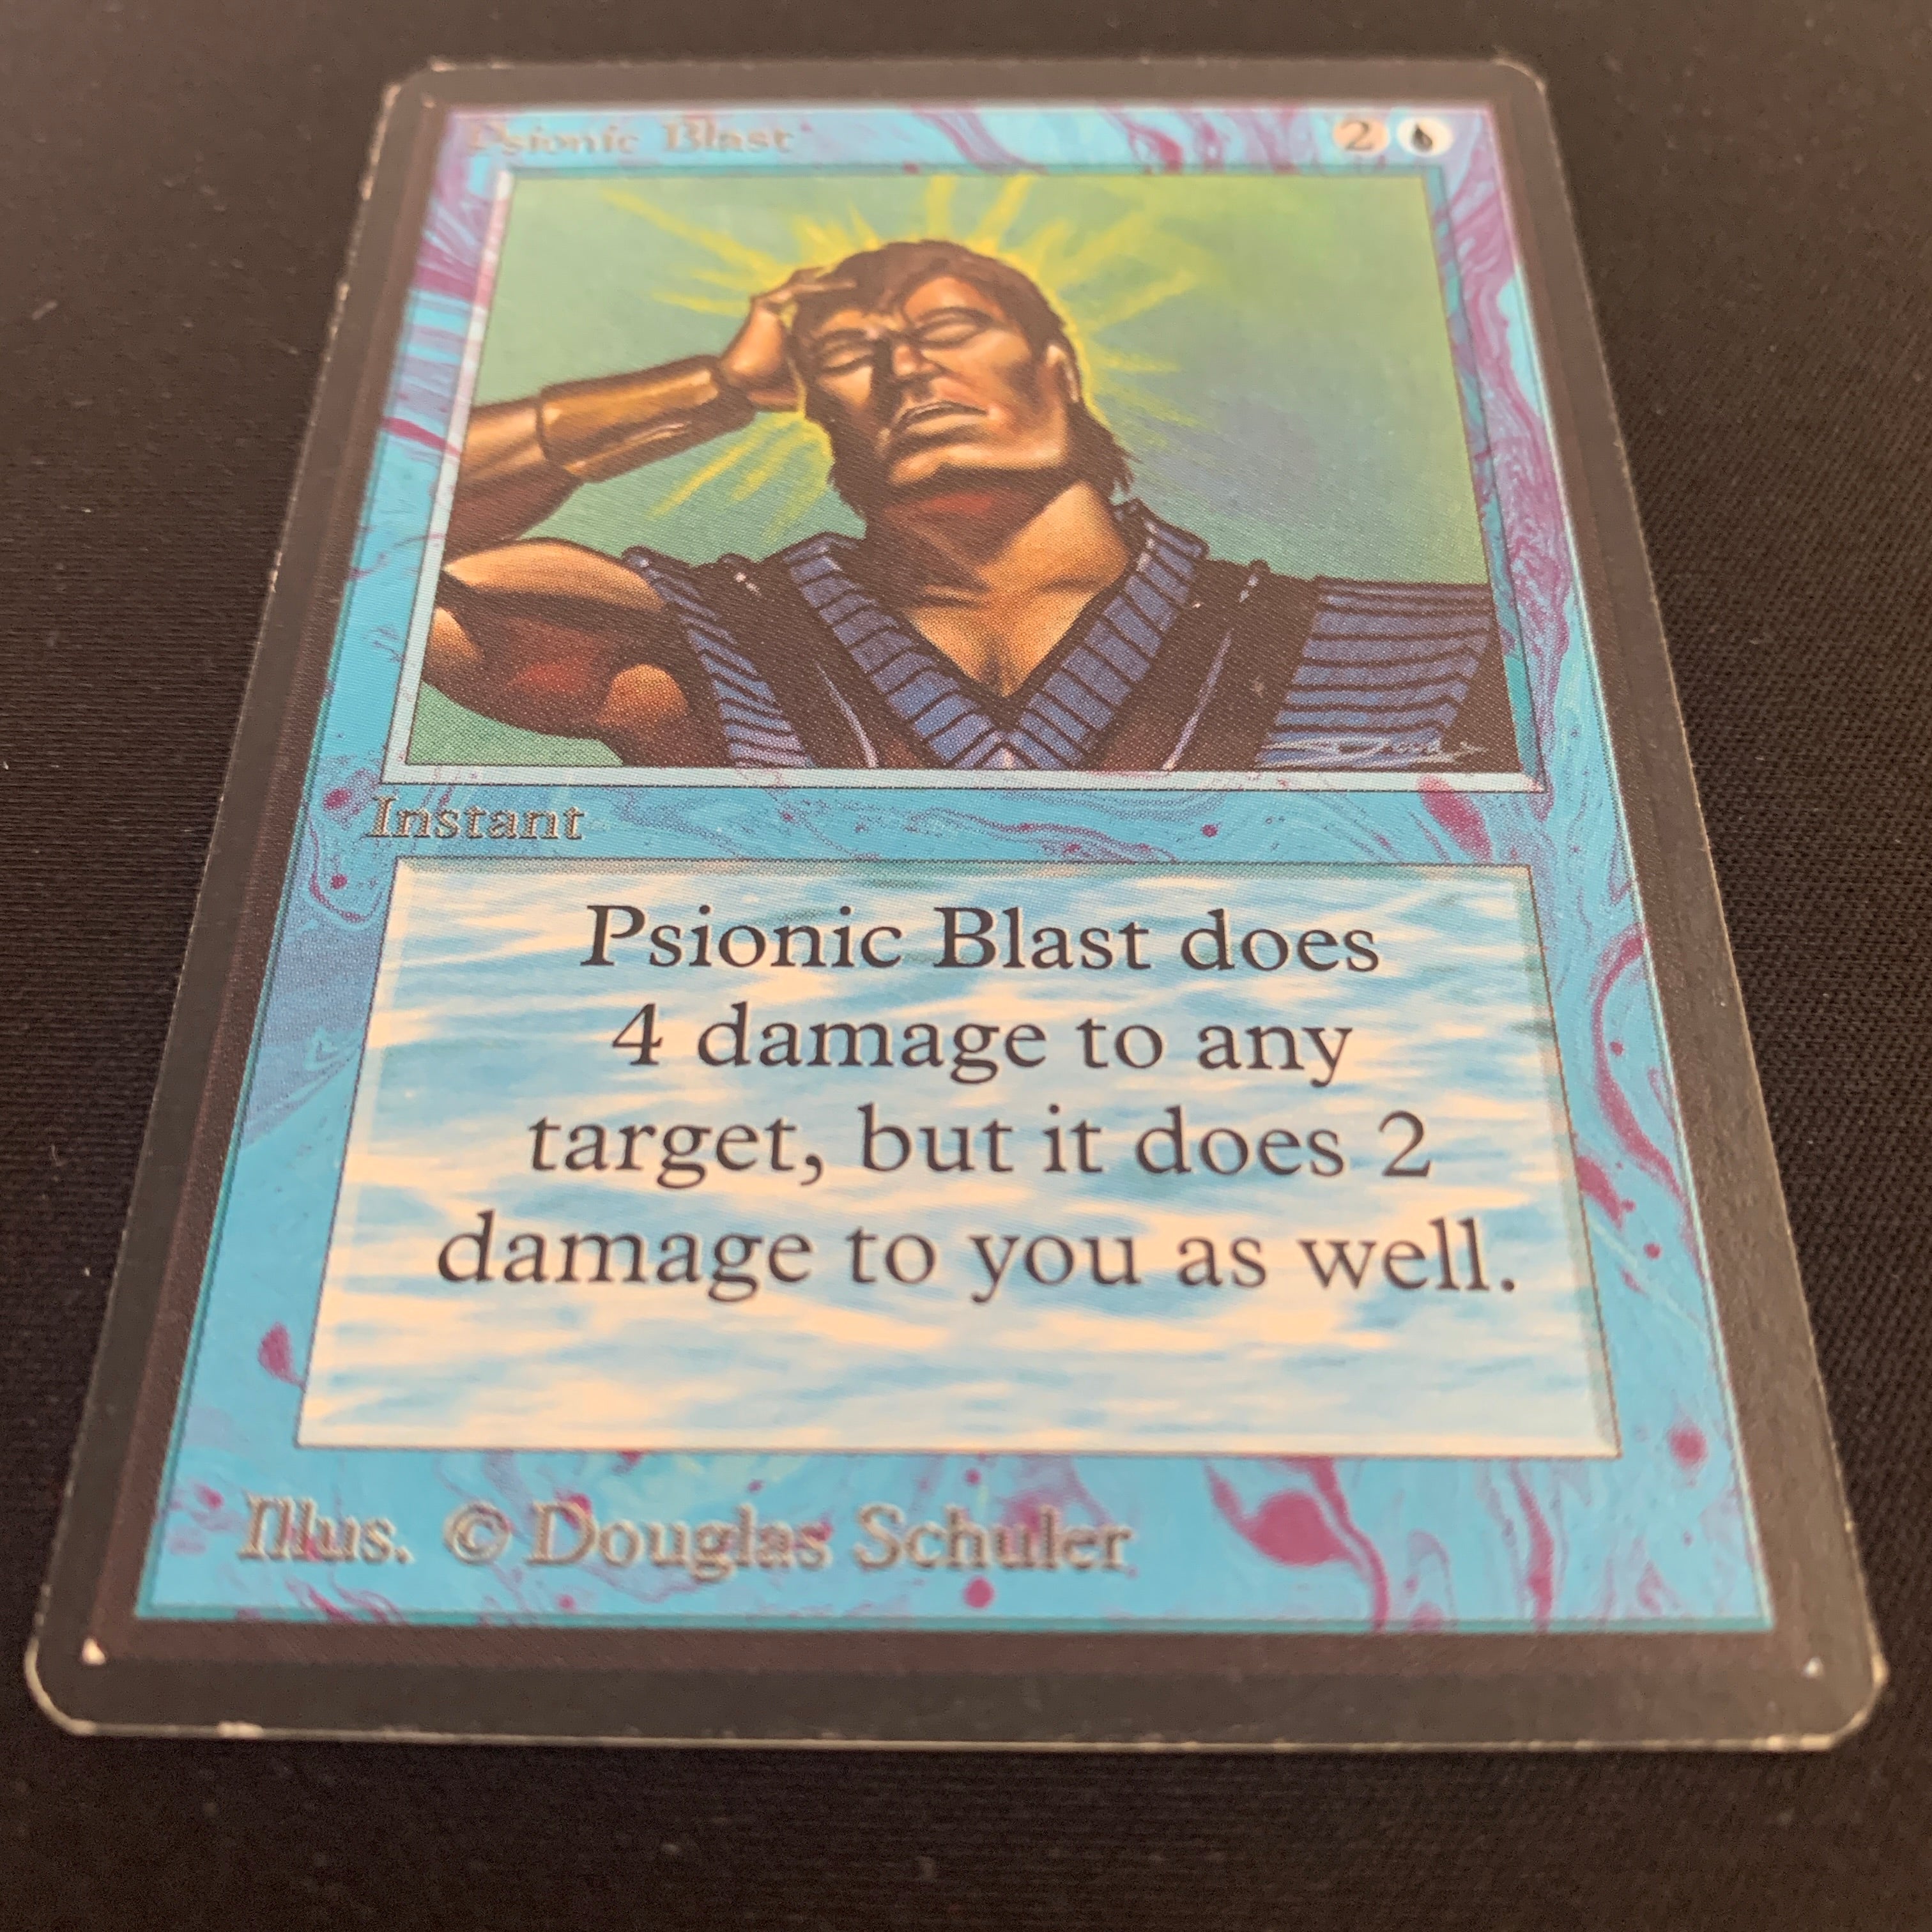 Psionic Blast 2
Instant
Psionic Blast does
4 damage to any
target, but it does 2
damage to you as well.
Illus. © Douglas Schuler